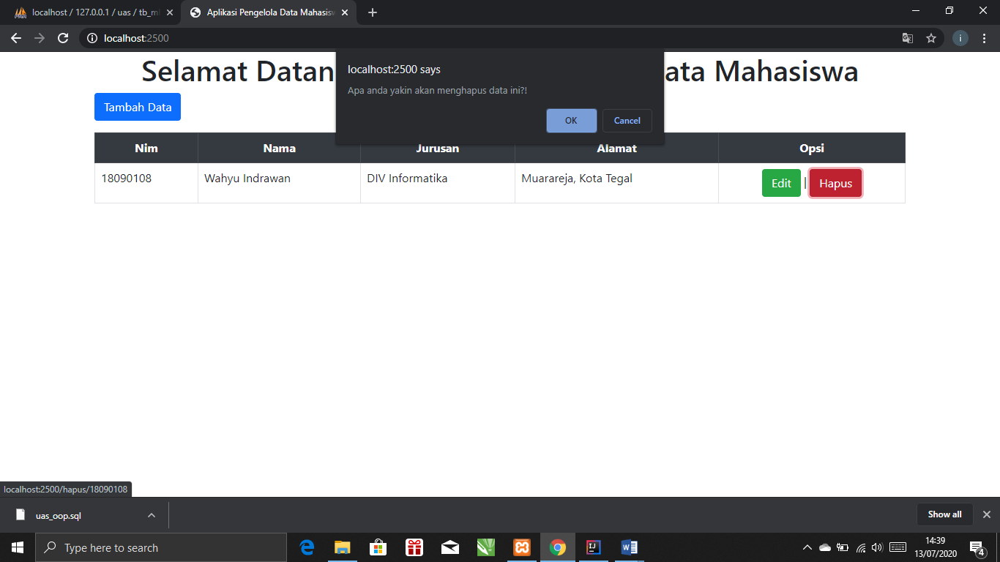 localhost / 127.0.0.1 / uas / tb_m
Aplikasi Pengelola Data Mahasisw
localhost:2500
i
localhost:2500 says
Apa anda yakin akan menghapus data ini?!
OK
Cancel
Selamat Datan
ata Mahasiswa
Tambah Data
Nim
Nama
Jurusan
Alamat
Opsi
18090108
Wahyu Indrawan
DIV Informatika
Muarareja, Kota Tegal
Edit | Hapus
localhost:2500/hapus/18090108
uas_oop.sql
Show all
Type here to search
14:39
13/07/2020
4